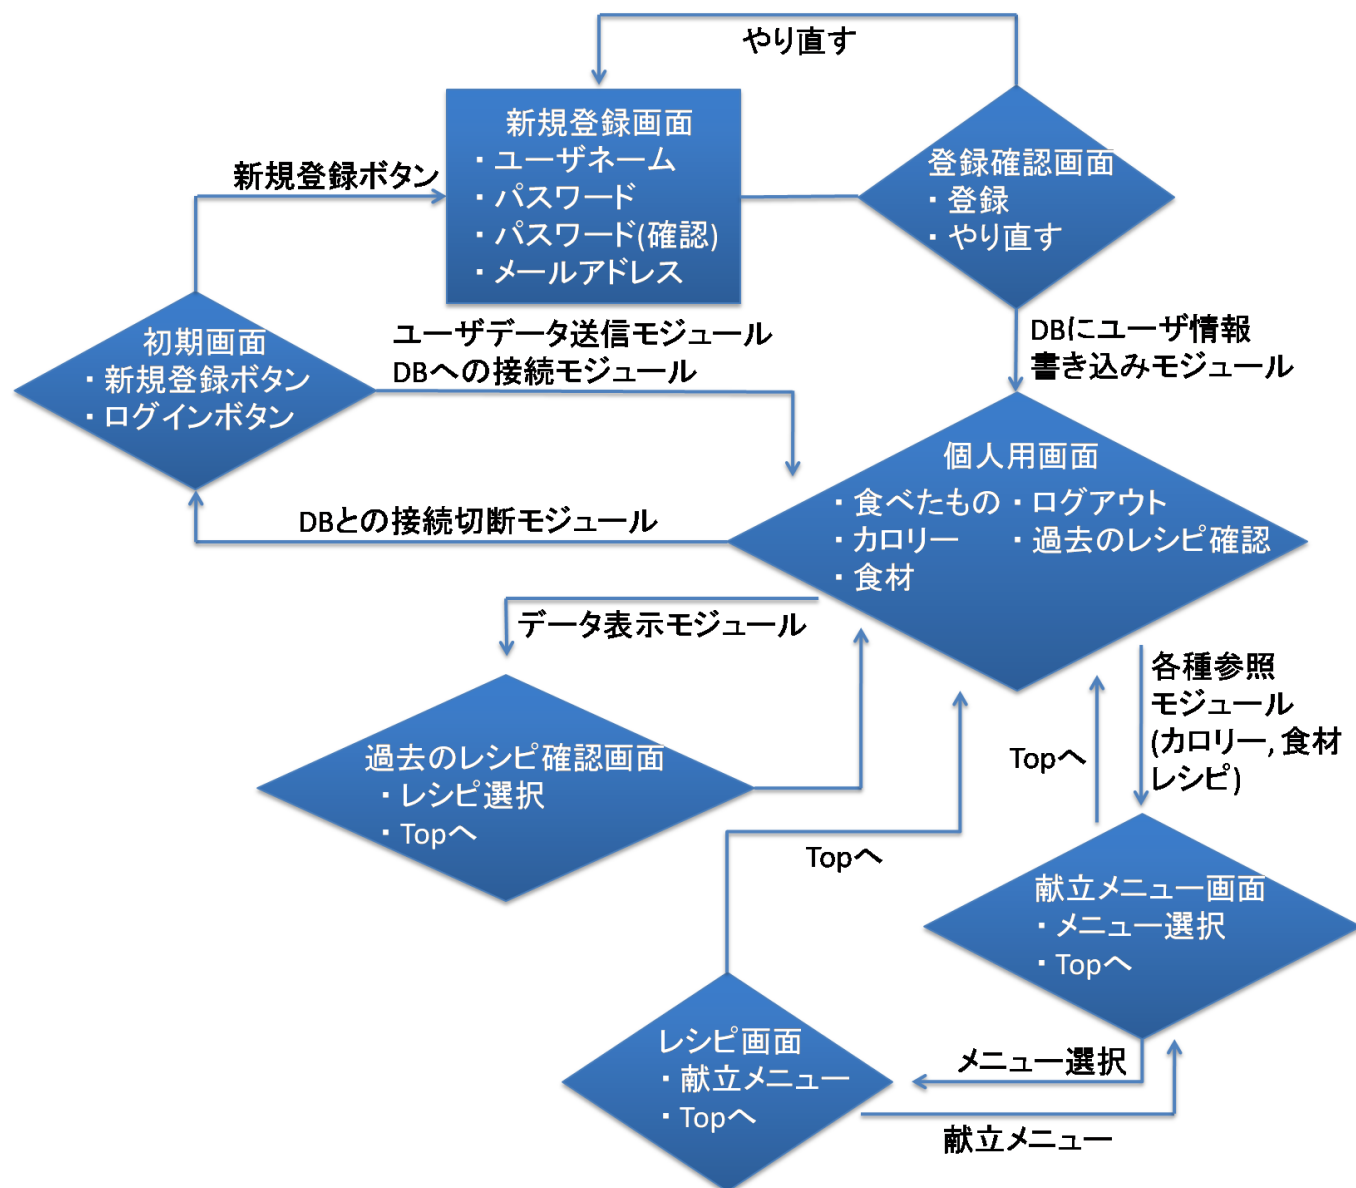 やり直す
新規登録画面
・ユーザネーム
・パスワード
・パスワード(確認)
・メールアドレス
登録確認画面
・登録
・やり直す
新規登録ボタン
初期画面
・新規登録ボタン
・ログインボタン
ユーザデータ送信モジュール
DBへの接続モジュール
DBにユーザ情報
書き込みモジュール
個人用画面
・食べたもの・ログアウト
・カロリー ・過去のレシピ確認
・食材
DBとの接続切断モジュール
データ表示モジュール
各種参照
モジュール
(カロリー, 食材
レシピ)
Topへ
過去のレシピ確認画面
・レシピ選択
・Topへ
Topへ
献立メニュー画面
・メニュー選択
・Topへ
レシピ画面
・献立メニュー
・Topへ
メニュー選択
献立メニュー